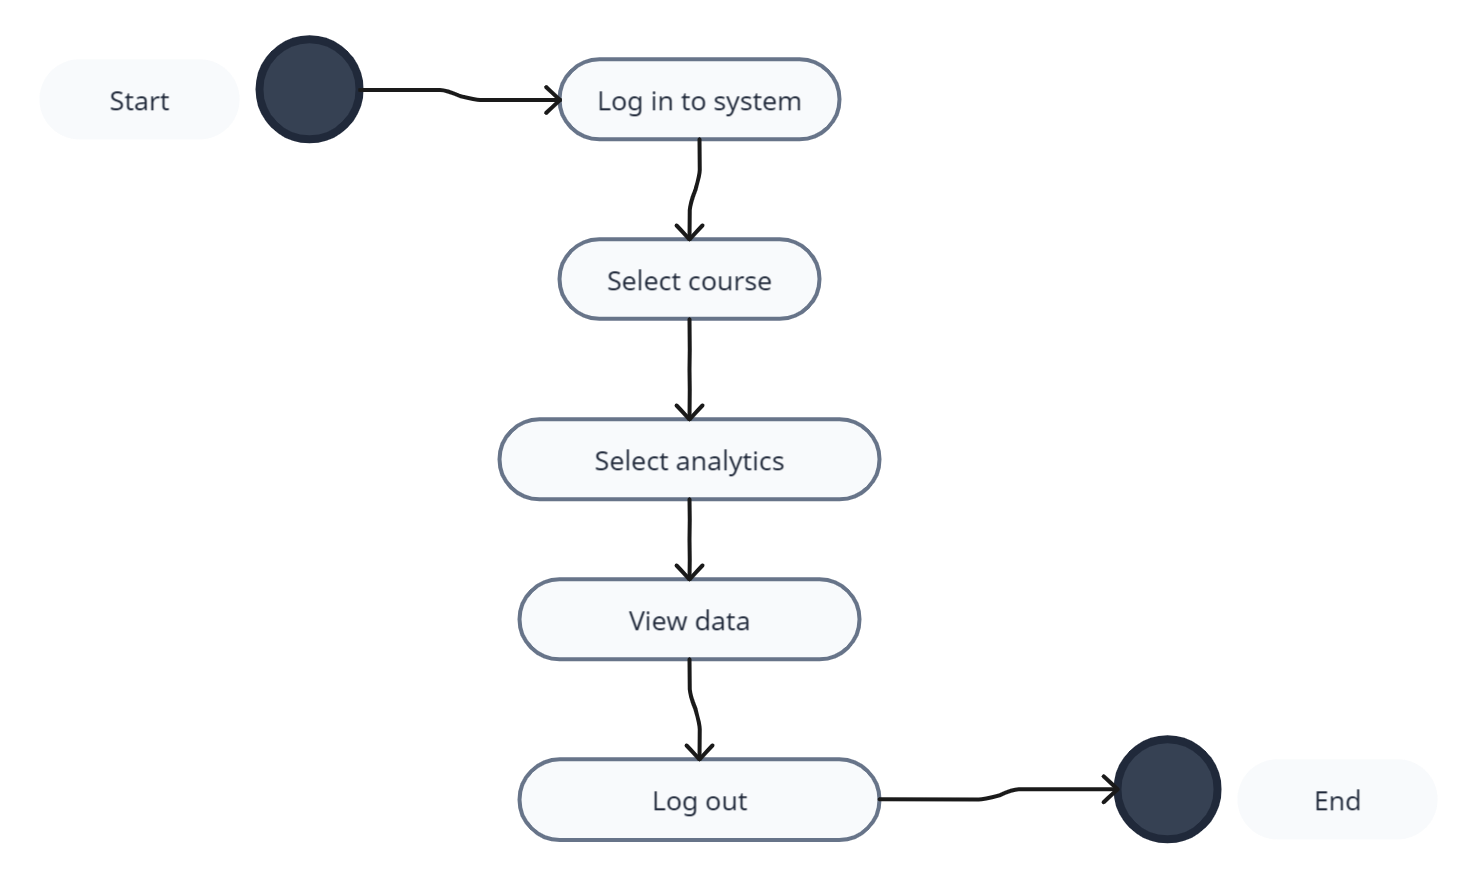 Start
Log in to system
Select course
Select analytics
View data
Log out
End